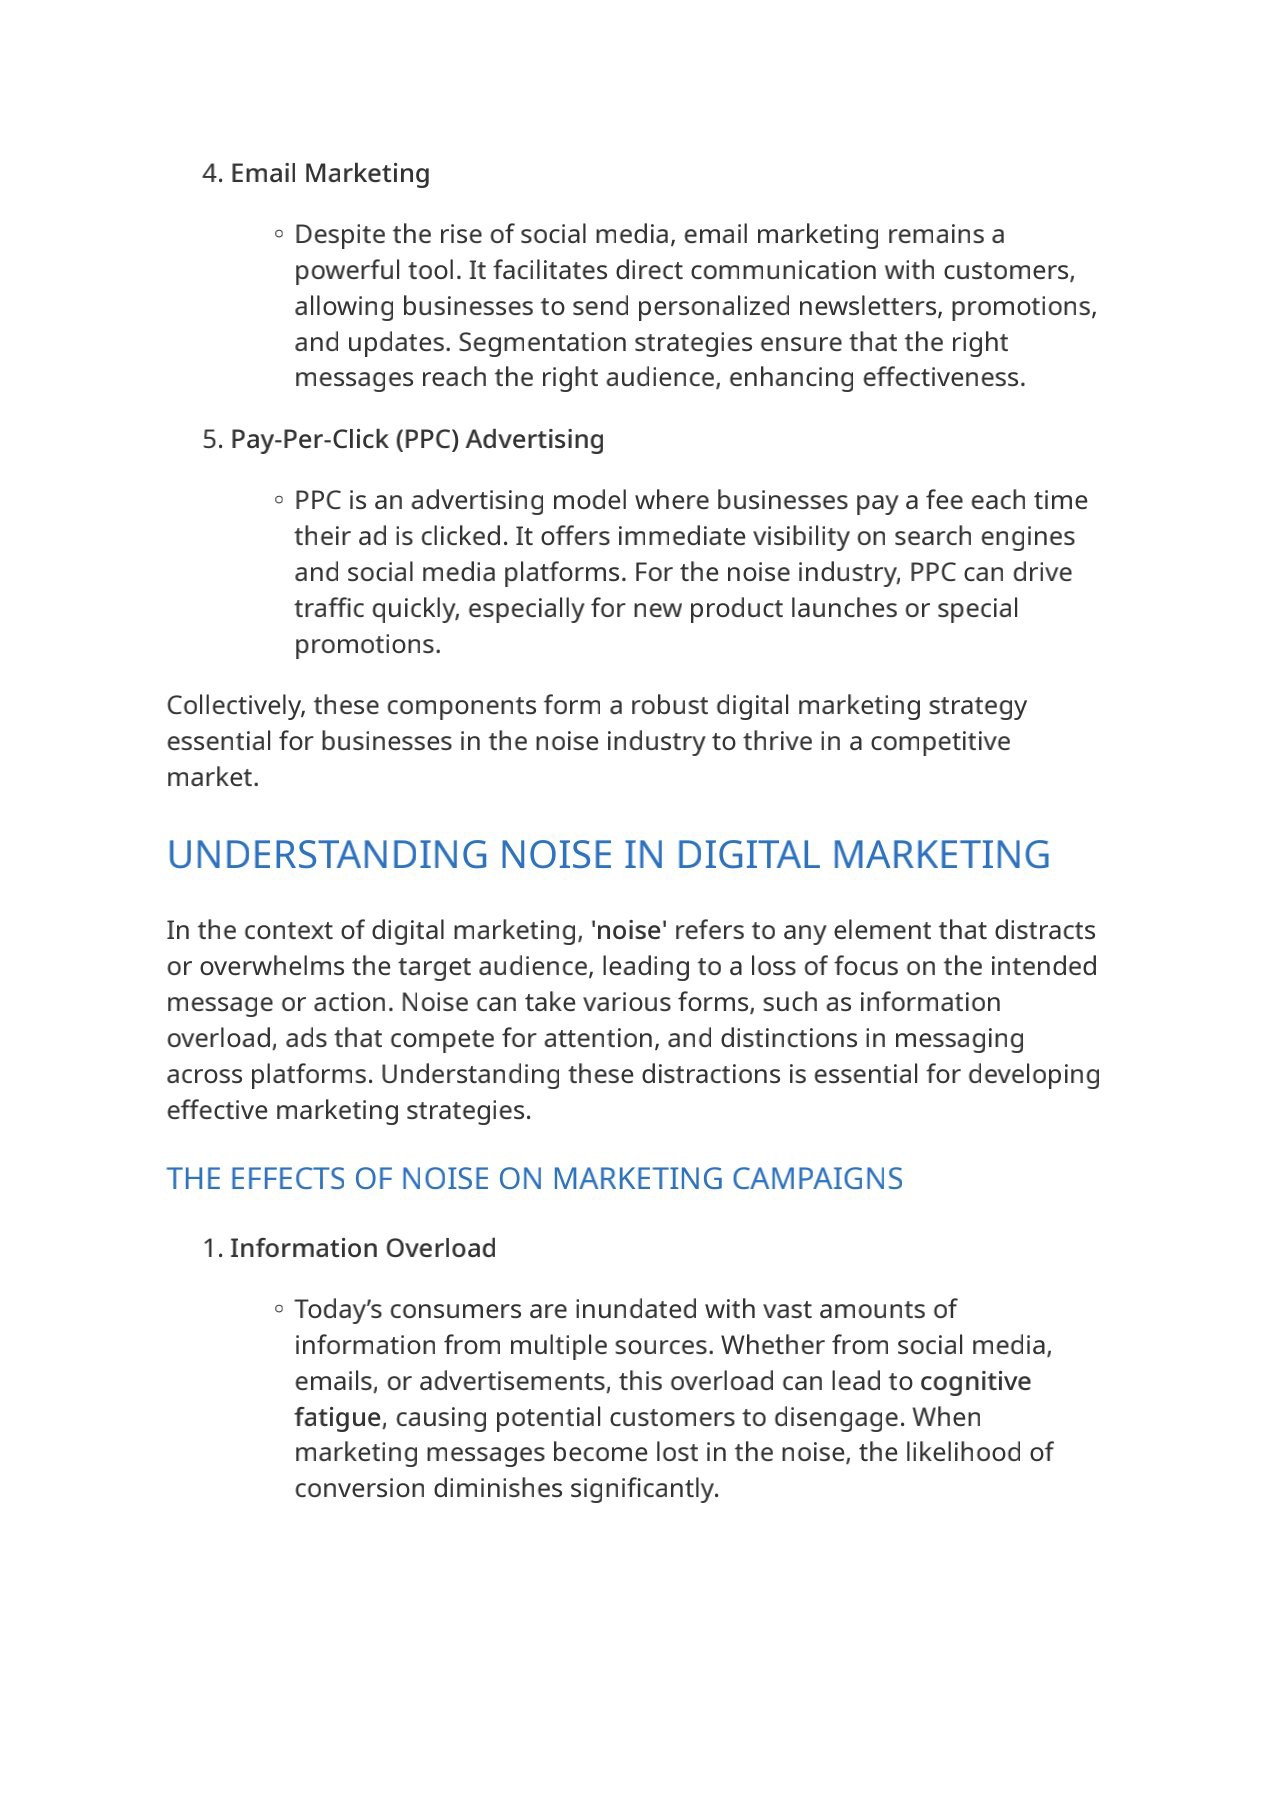 4. Email Marketing
◦ Despite the rise of social media, email marketing remains a
powerful tool. It facilitates direct communication with customers,
allowing businesses to send personalized newsletters, promotions,
and updates. Segmentation strategies ensure that the right
messages reach the right audience, enhancing effectiveness.
5. Pay-Per-Click (PPC) Advertising
◦ PPC is an advertising model where businesses pay a fee each time
their ad is clicked. It offers immediate visibility on search engines
and social media platforms. For the noise industry, PPC can drive
traffic quickly, especially for new product launches or special
promotions.
Collectively, these components form a robust digital marketing strategy
essential for businesses in the noise industry to thrive in a competitive
market.
UNDERSTANDING NOISE IN DIGITAL MARKETING
In the context of digital marketing, 'noise' refers to any element that distracts
or overwhelms the target audience, leading to a loss of focus on the intended
message or action. Noise can take various forms, such as information
overload, ads that compete for attention, and distinctions in messaging
across platforms. Understanding these distractions is essential for developing
effective marketing strategies.
THE EFFECTS OF NOISE ON MARKETING CAMPAIGNS
1. Information Overload
◦ Today’s consumers are inundated with vast amounts of
information from multiple sources. Whether from social media,
emails, or advertisements, this overload can lead to cognitive
fatigue, causing potential customers to disengage. When
marketing messages become lost in the noise, the likelihood of
conversion diminishes significantly.